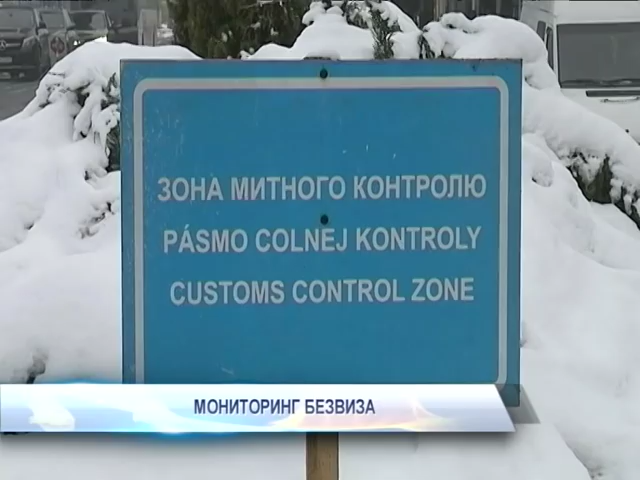 ЗОНА МИТНОГО КОНТРОЛЮ
PÁSMO COLNEJ KONTROLY
CUSTOMS CONTROL ZONE
МОНИТОРИНГ БЕЗВИЗА